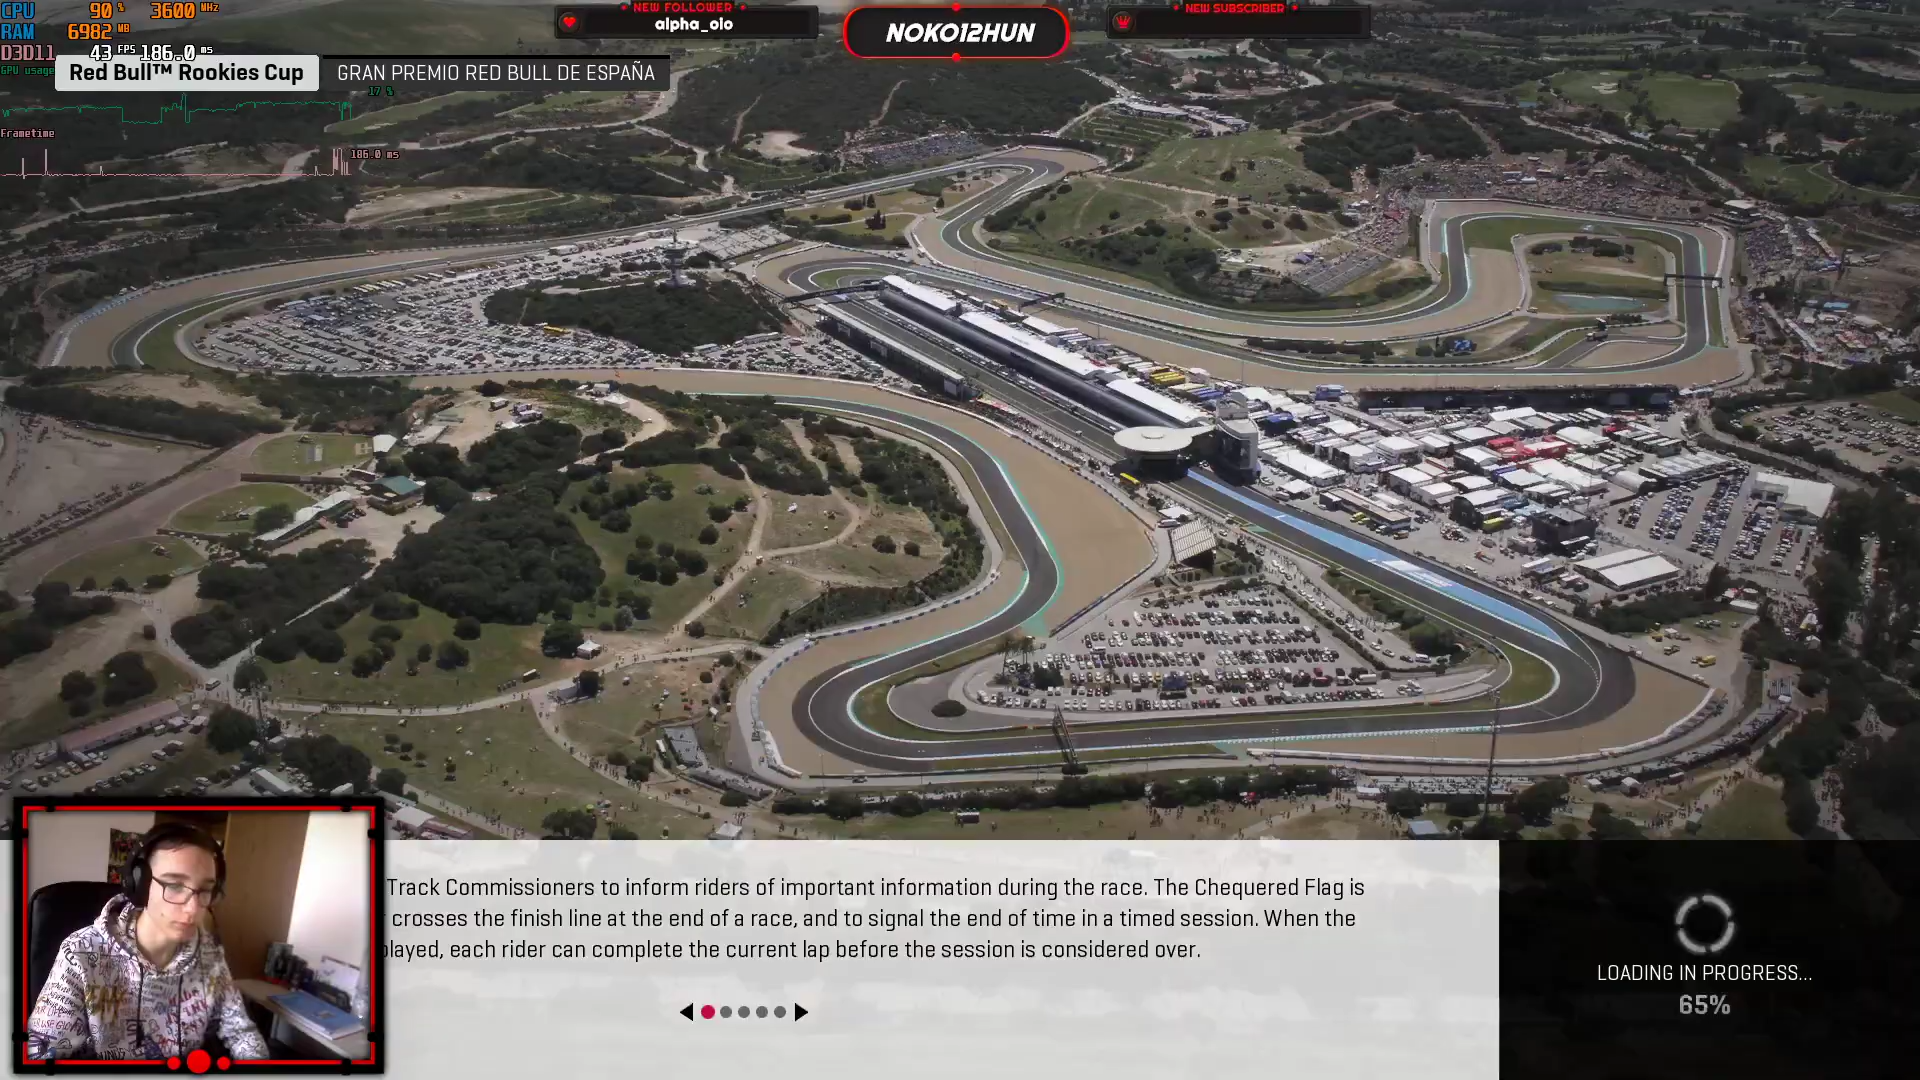 CPU 90 % 3600 MHz
RAM 6982 MB
D3D11 43 FPS 186.0 ms
GPU usage
17 %
Frametime
186.0 ms
NEW FOLLOWER
alpha_olo
NOKO12HUN
NEW SUBSCRIBER
Red Bull™ Rookies Cup
GRAN PREMIO RED BULL DE ESPAÑA
Track Commissioners to inform riders of important information during the race. The Chequered Flag is
crosses the finish line at the end of a race, and to signal the end of time in a timed session. When the
played, each rider can complete the current lap before the session is considered over.
LOADING IN PROGRESS...
65%